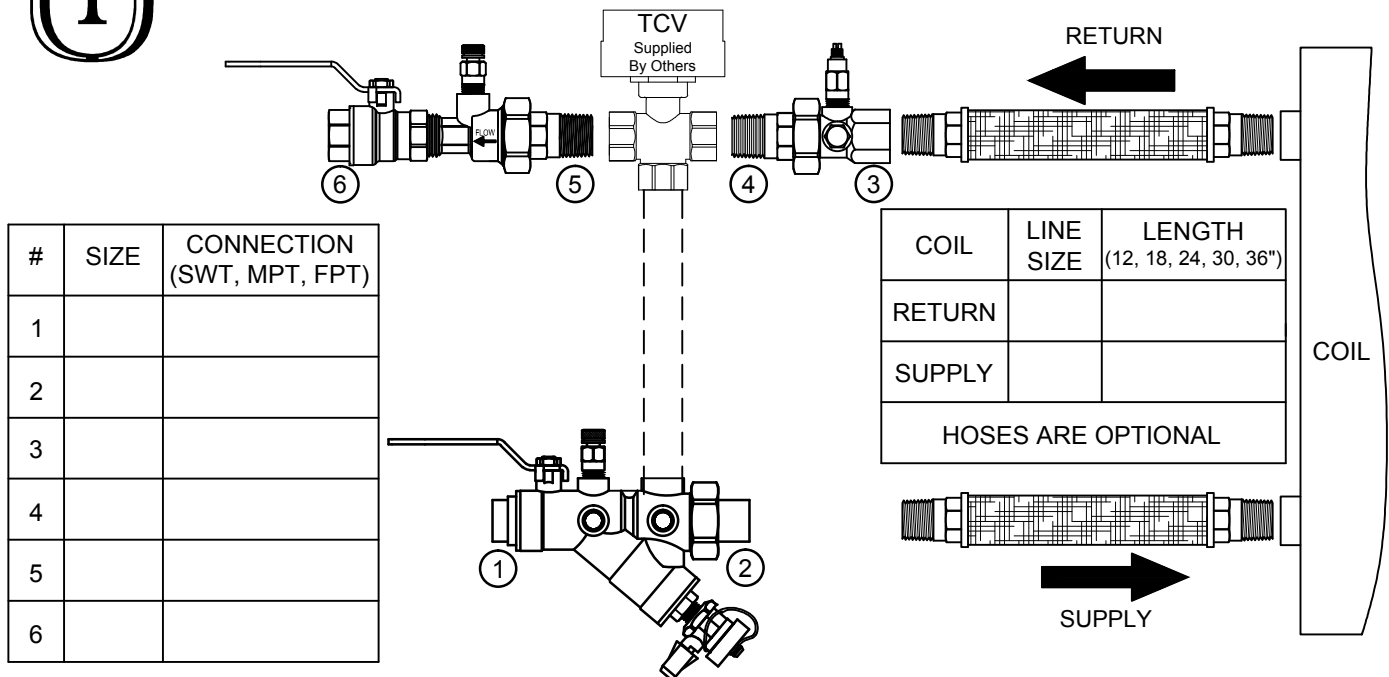 TCV
Supplied
By Others
RETURN
FLOW
6
5
4
3
# SIZE CONNECTION
(SWT, MPT, FPT)
1
2
3
4
5
6
COIL LINE
SIZE LENGTH
(12, 18, 24, 30, 36")
RETURN
SUPPLY
HOSES ARE OPTIONAL
COIL
1
2
SUPPLY